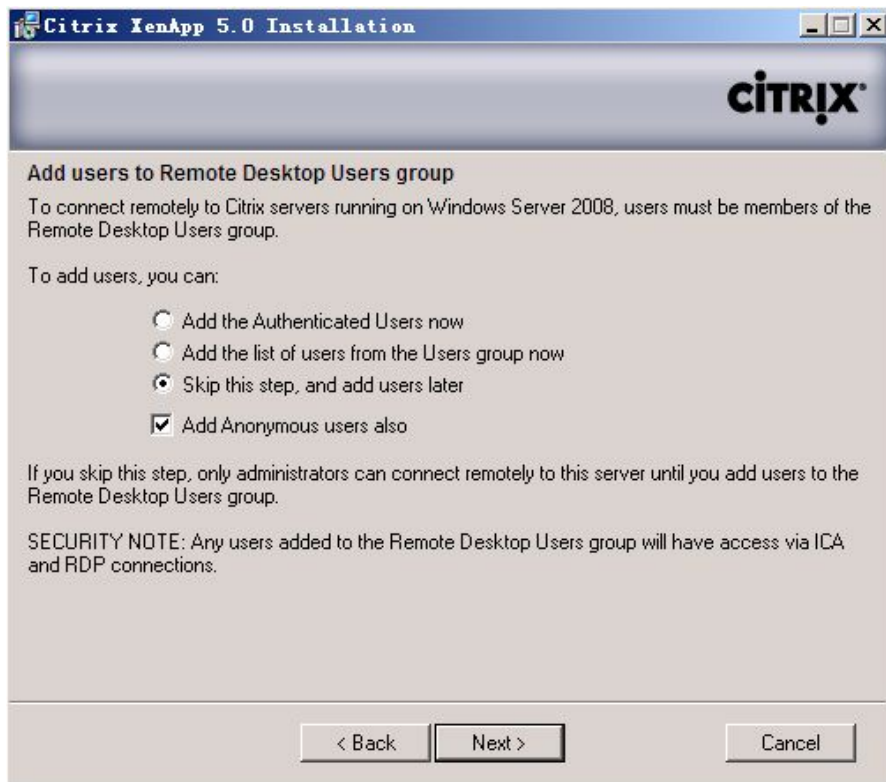 Citrix XenApp 5.0 Installation
CITRIX
Add users to Remote Desktop Users group
To connect remotely to Citrix servers running on Windows Server 2008, users must be members of the
Remote Desktop Users group.
To add users, you can:
Add the Authenticated Users now
Add the list of users from the Users group now
Skip this step, and add users later
Add Anonymous users also
If you skip this step, only administrators can connect remotely to this server until you add users to the
Remote Desktop Users group.
SECURITY NOTE: Any users added to the Remote Desktop Users group will have access via ICA
and RDP connections.
< Back Next > Cancel